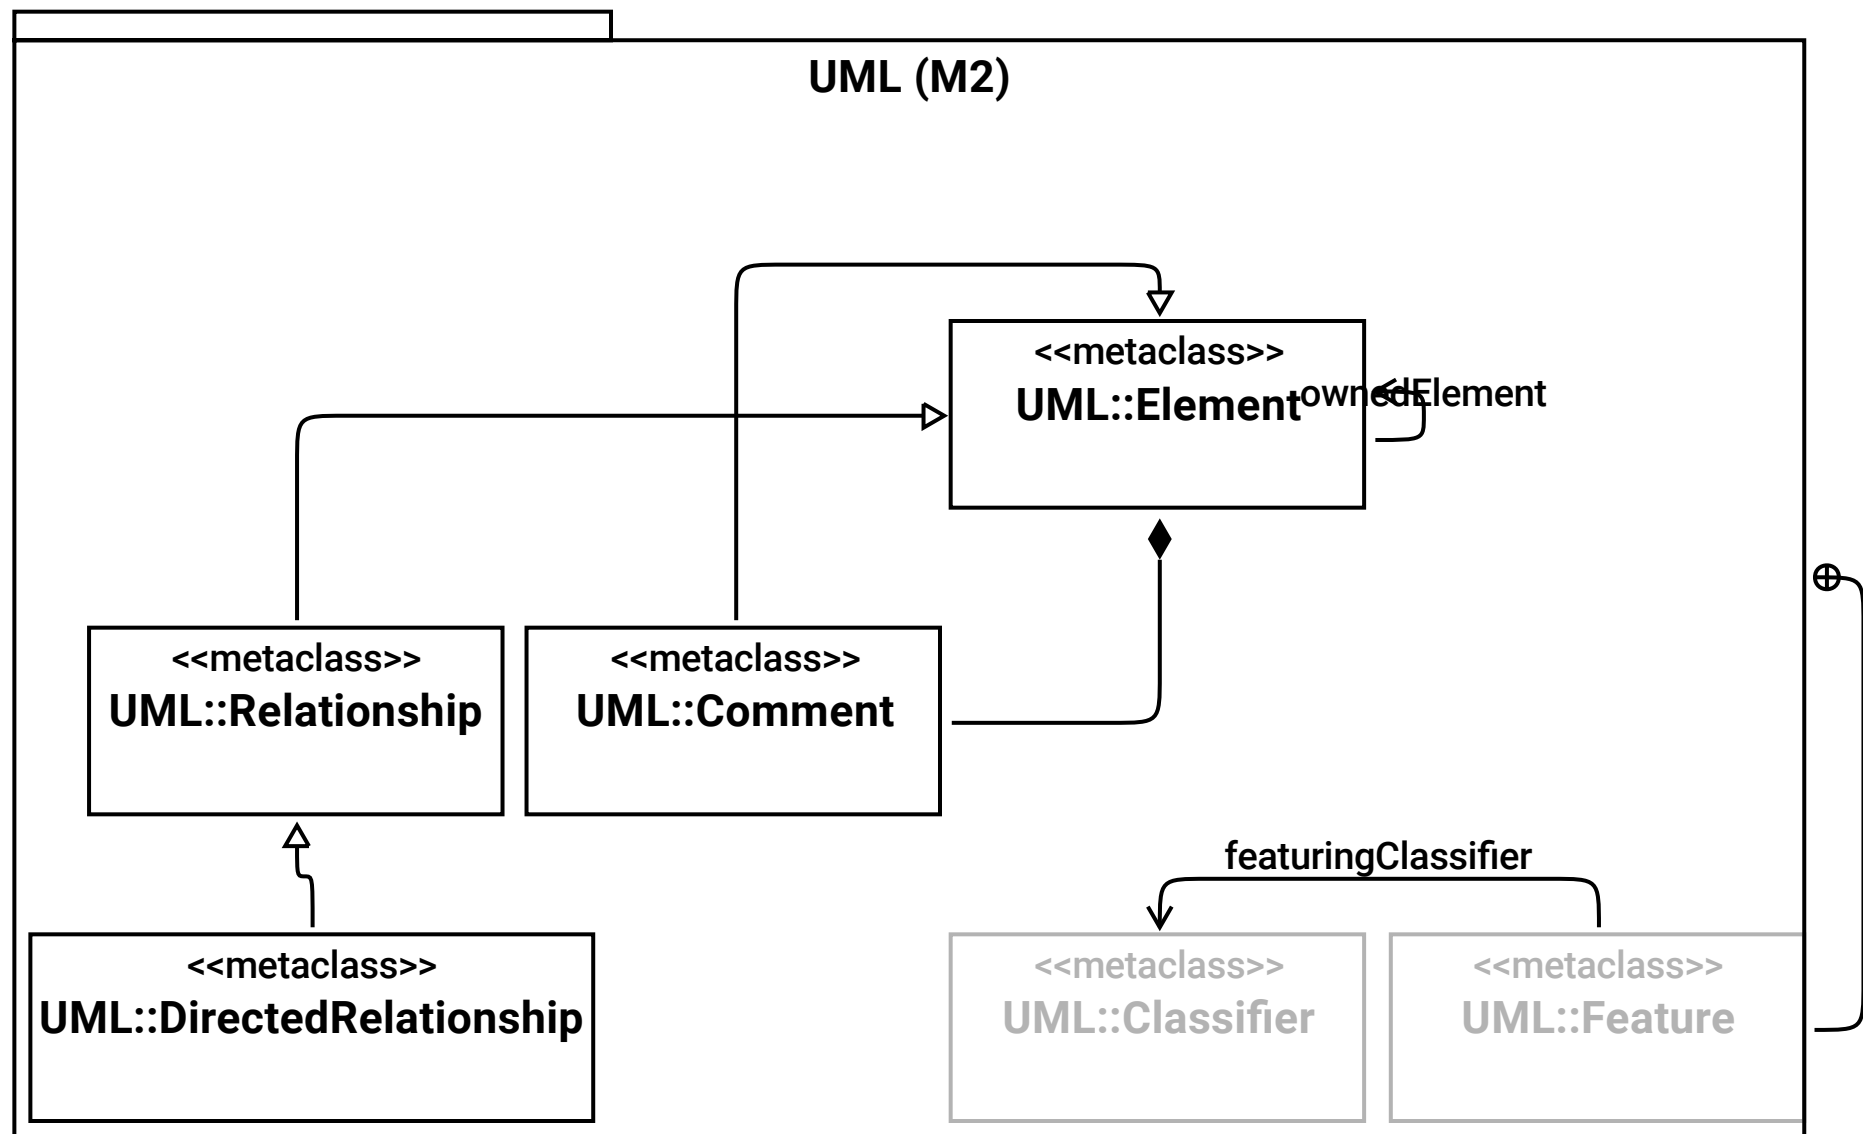 UML (M2)
<<metaclass>>
UML::Element
ownedElement
<<metaclass>>
UML::Relationship
<<metaclass>>
UML::Comment
featuringClassifier
<<metaclass>>
UML::DirectedRelationship
<<metaclass>>
UML::Classifier
<<metaclass>>
UML::Feature